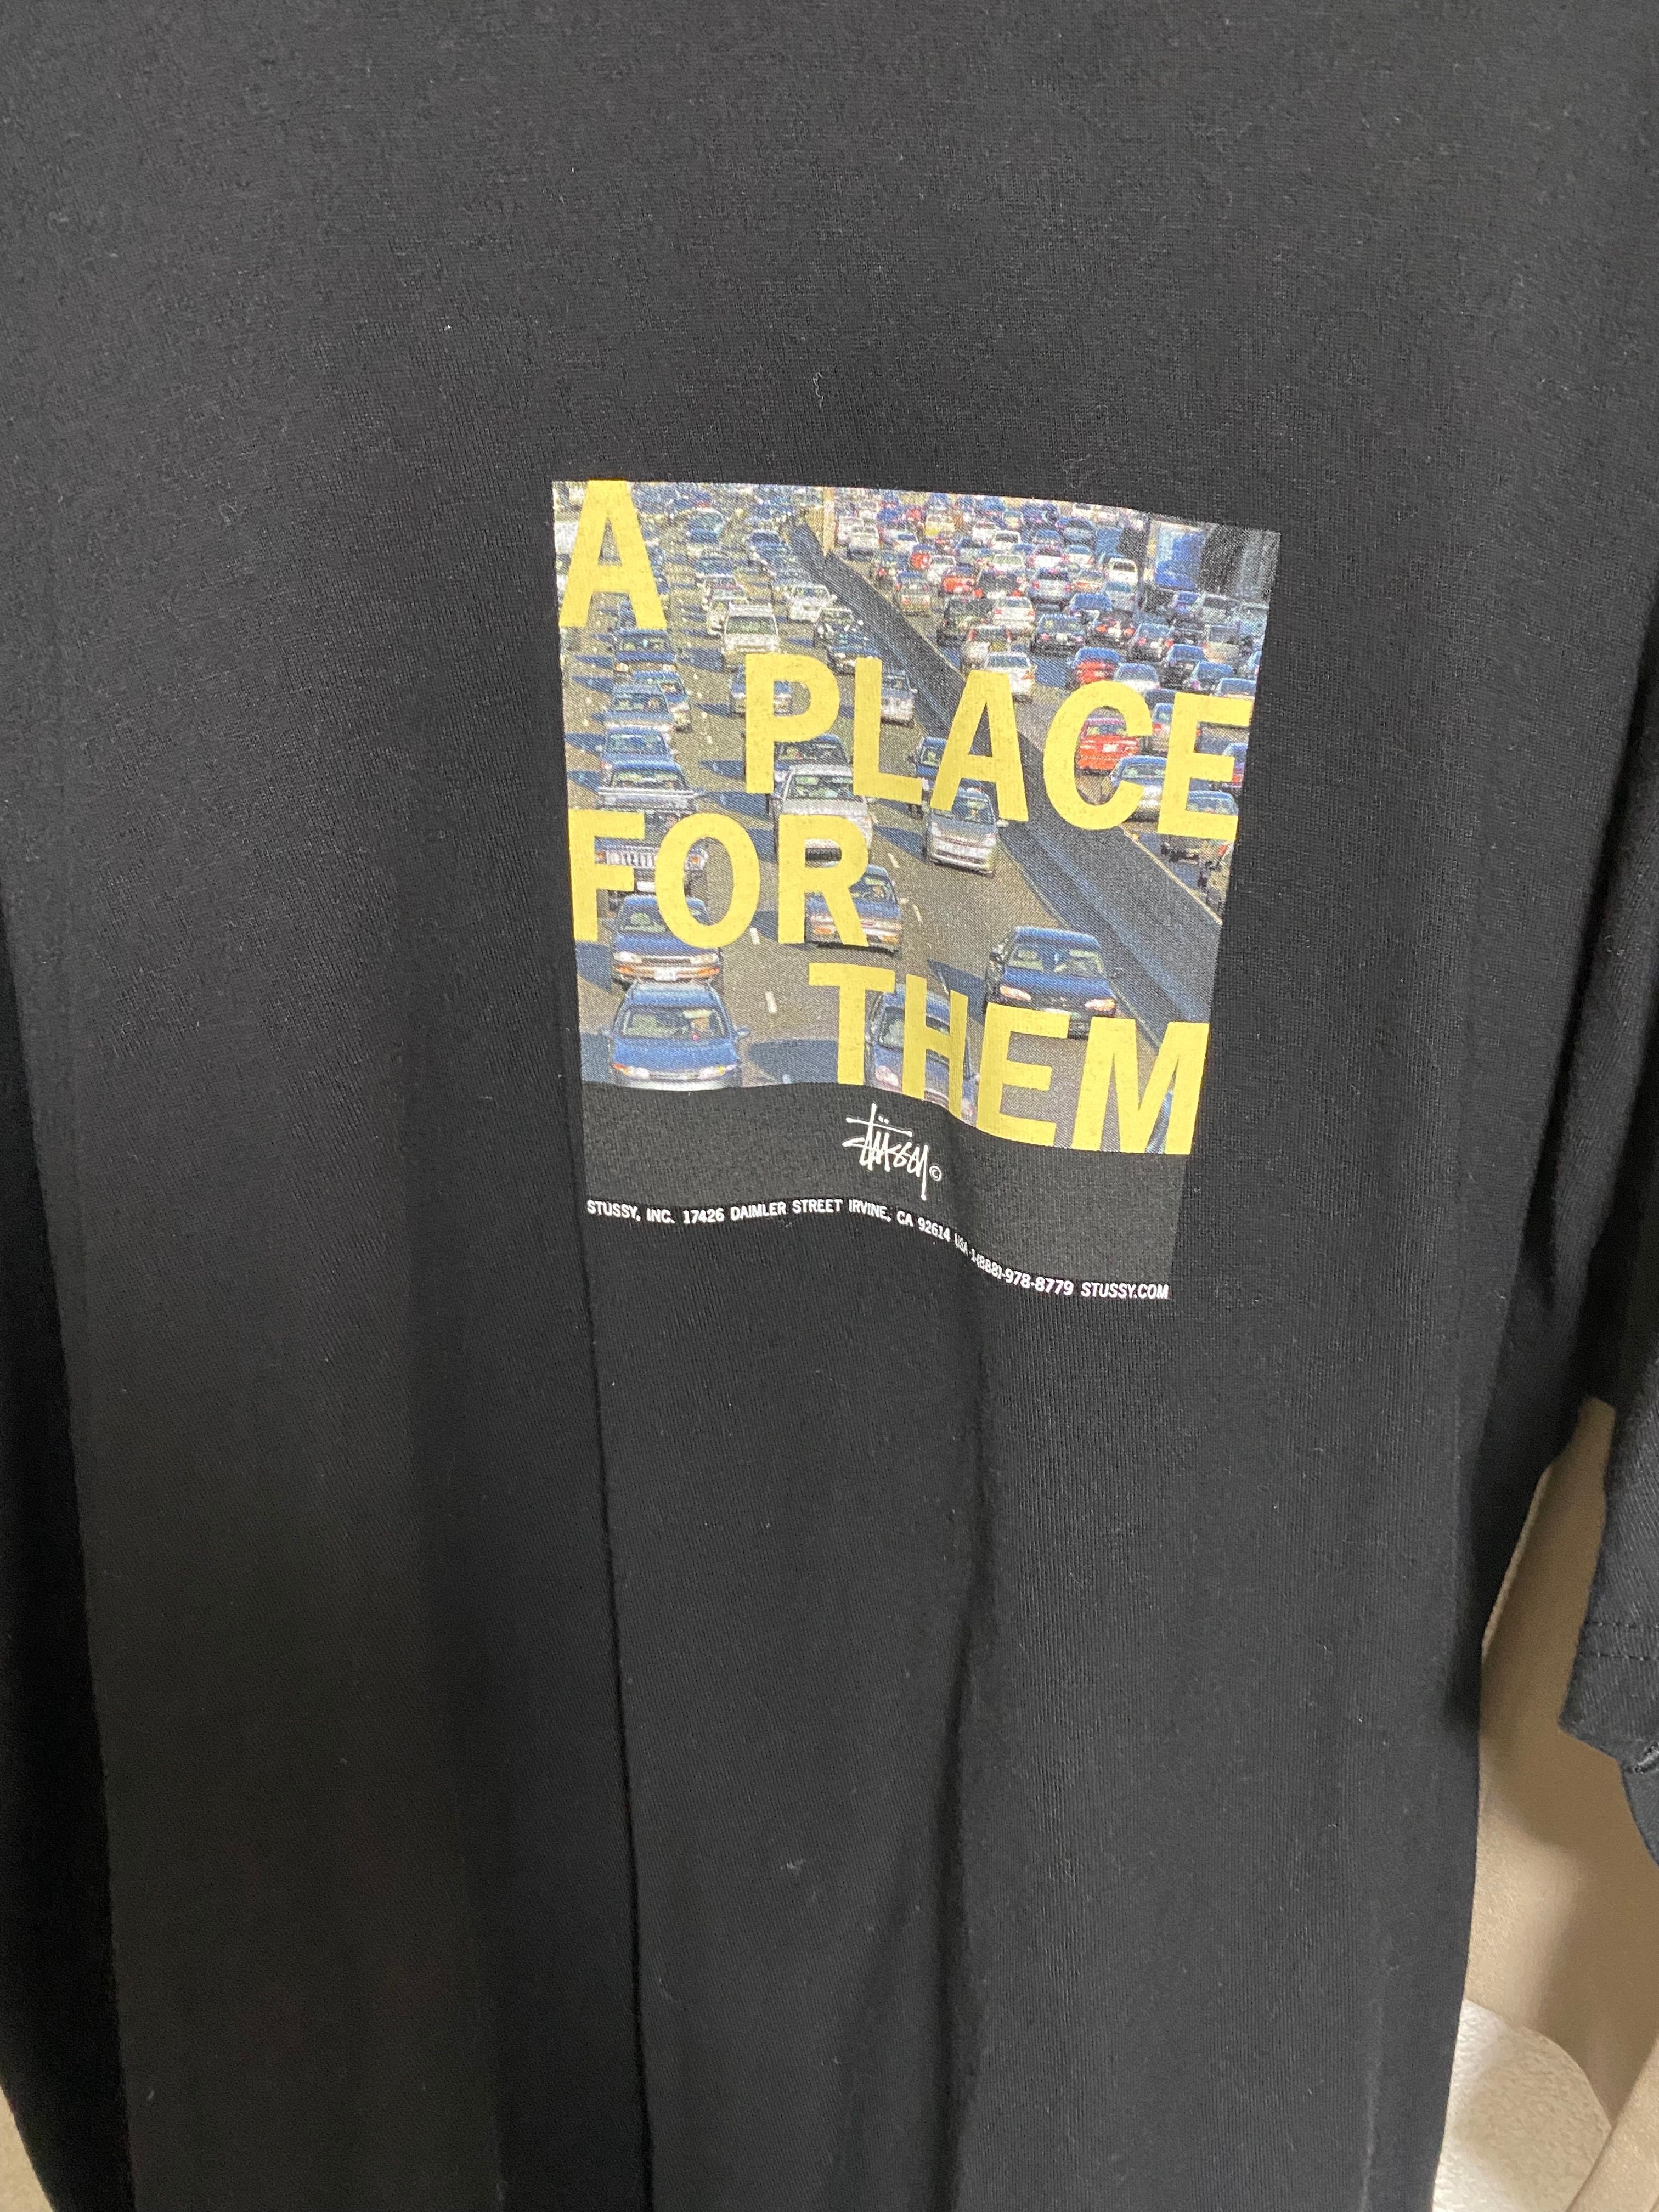 A
PLACE
FOR
THEM
Stüssy©
STUSSY, INC. 17426 DAIMLER STREET IRVINE, CA 92614 USA 1-(888)-978-8779 STUSSY.COM